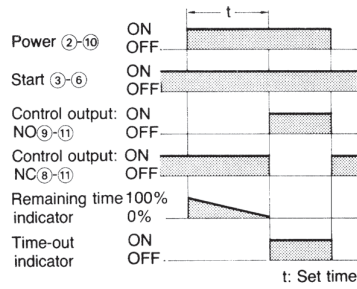 t
Power ②-⑩ ON
OFF
Start ③-⑥ ON
OFF
Control output: ON
NO⑨-⑪ OFF
Control output: ON
NC⑧-⑪ OFF
Remaining time 100%
indicator 0%
Time-out ON
indicator OFF
t: Set time